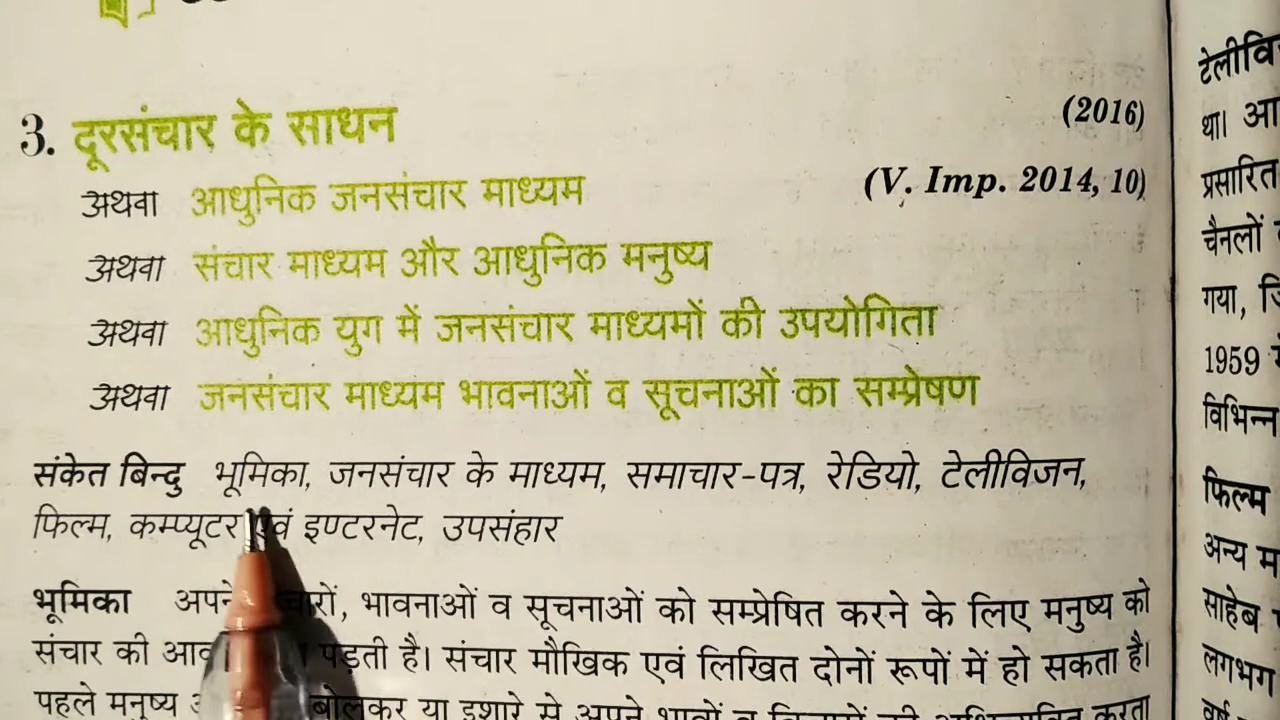 3. दूरसंचार के साधन (2016)
अथवा आधुनिक जनसंचार माध्यम (V. Imp. 2014, 10)
अथवा संचार माध्यम और आधुनिक मनुष्य
अथवा आधुनिक युग में जनसंचार माध्यमों की उपयोगिता
अथवा जनसंचार माध्यम भावनाओं व सूचनाओं का सम्प्रेषण
संकेत बिन्दु भूमिका, जनसंचार के माध्यम, समाचार-पत्र, रेडियो, टेलीविजन,
फिल्म, कम्प्यूटर एवं इण्टरनेट, उपसंहार
भूमिका अपने भावनाओं व सूचनाओं को सम्प्रेषित करने के लिए मनुष्य को
संचार की पड़ती है। संचार मौखिक एवं लिखित दोनों रूपों में हो सकता है।
पहले मनुष्य बोलकर या इशारे से अपने भावों व
था। आ
प्रसारित
चैनलों
गया,
1959
विभिन्न
फिल्म
अन्य
साहेब
लगभग
वर्ष